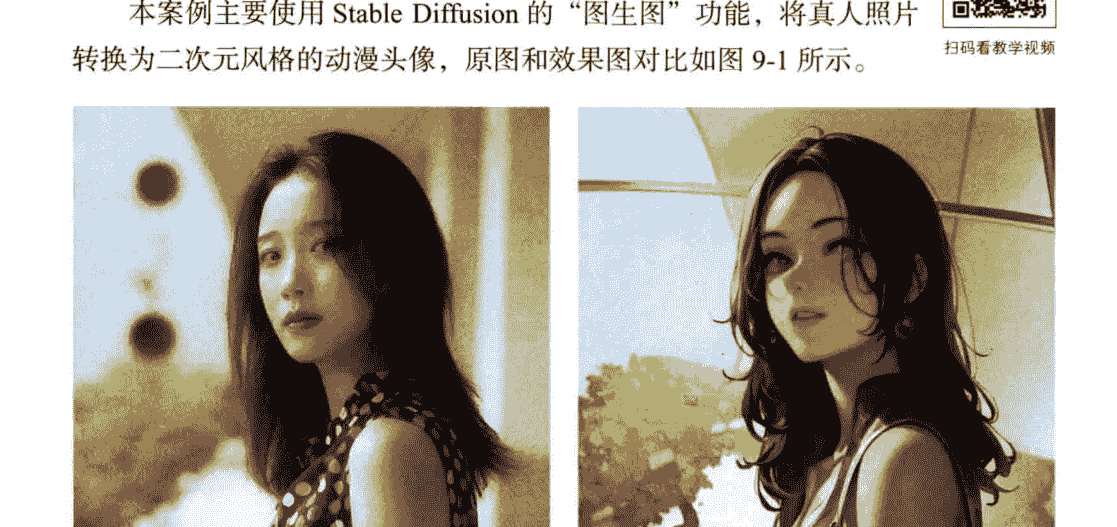 本案例主要使用 Stable Diffusion 的“图生图”功能，将真人照片
转换为二次元风格的动漫头像，原图和效果图对比如图 9-1 所示。
扫码看教学视频